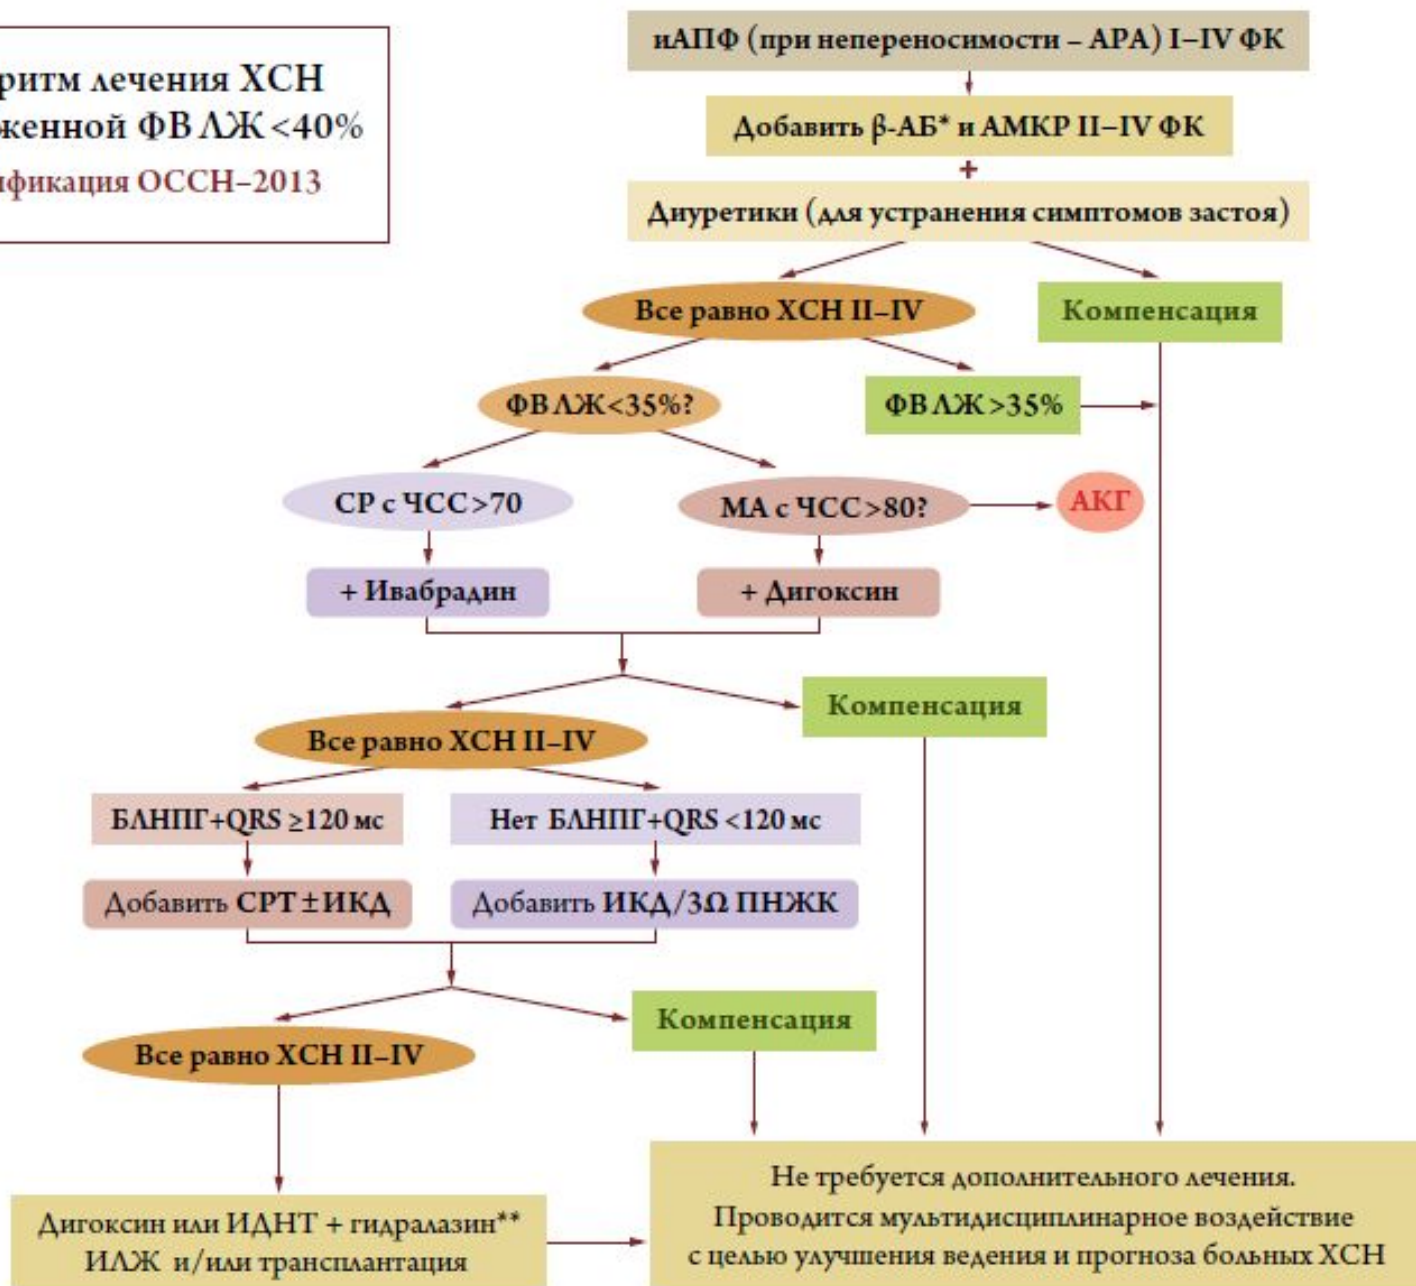 ритм лечения ХСН
женной ФВ ЛЖ <40%
ификация ОССН–2013
иАПФ (при непереносимости – АРА) I–IV ФК
Добавить β-АБ* и АМКР II–IV ФК
+
Диуретики (для устранения симптомов застоя)
Все равно ХСН II–IV
Компенсация
ФВ ЛЖ<35%?
ФВ ЛЖ >35%
СР с ЧСС>70
МА с ЧСС>80?
АКГ
+ Ивабрадин
+ Дигоксин
Компенсация
Все равно ХСН II–IV
БЛНПГ+QRS ≥120 мс
Нет БЛНПГ+QRS <120 мс
Добавить СРТ±ИКД
Добавить ИКД/3Ω ПНЖК
Компенсация
Все равно ХСН II–IV
Дигоксин или ИДНТ + гидралазин**
ИЛЖ и/или трансплантация
Не требуется дополнительного лечения.
Проводится мультидисциплинарное воздействие
с целью улучшения ведения и прогноза больных ХСН